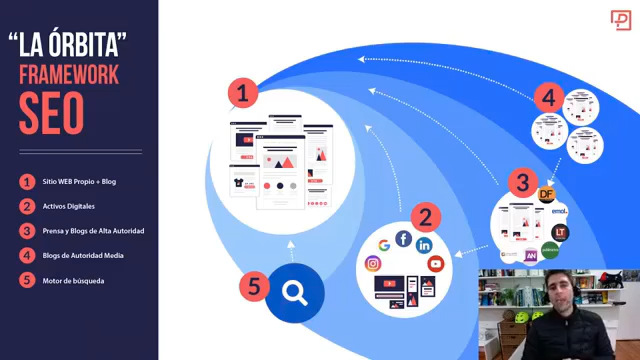 “LA ÓRBITA”
FRAMEWORK
SEO
1 Sitio WEB Propio + Blog
2 Activos Digitales
3 Prensa y Blogs de Alta Autoridad
4 Blogs de Autoridad Media
5 Motor de búsqueda
1
4
3
DF
emol.
LT
AN
2
G
f
in
5
P